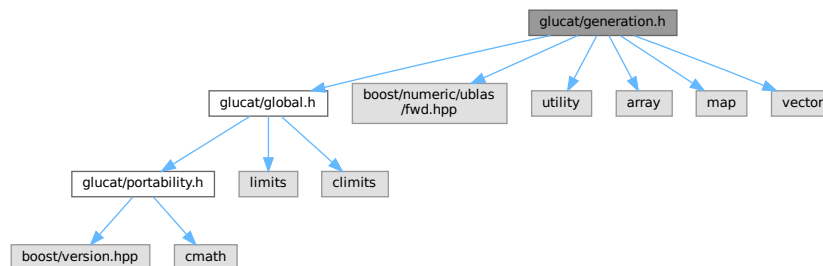 glucat/generation.h
glucat/global.h
boost/numeric/ublas
/fwd.hpp
utility
array
map
vector
glucat/portability.h
limits
climits
boost/version.hpp
cmath